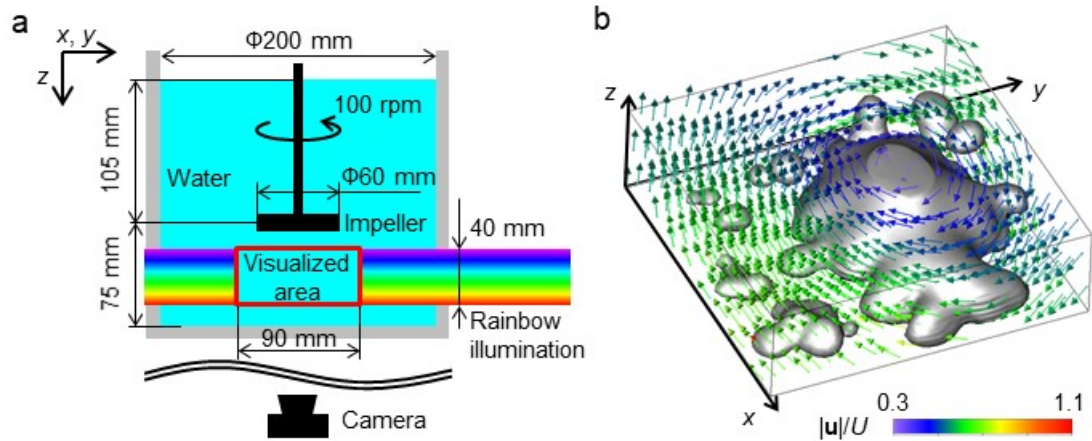 a
x, y
z
Φ200 mm
100 rpm
105 mm
Water
Φ60 mm
Impeller
40 mm
75 mm
Visualized
area
Rainbow
illumination
90 mm
Camera
b
z
y
x
|u|/U
0.3
1.1